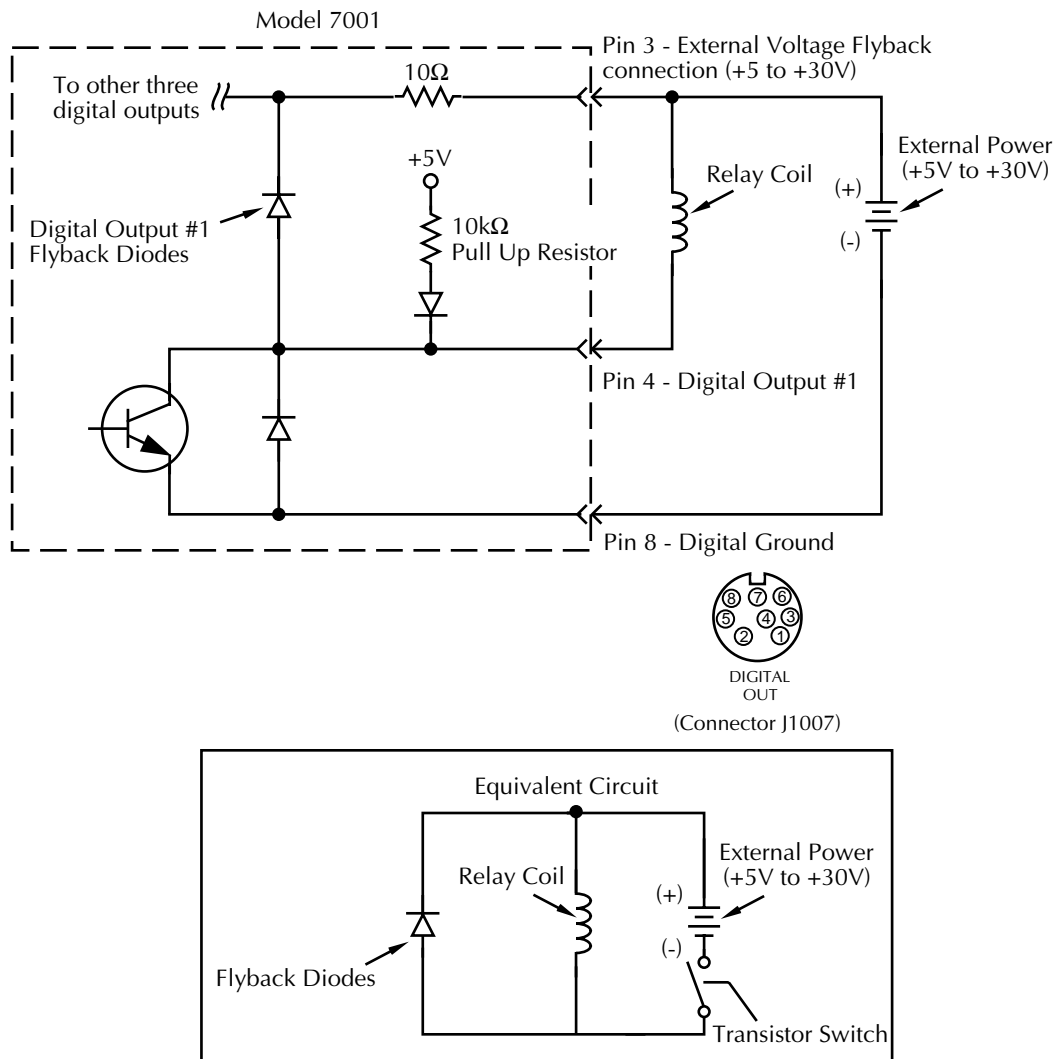 Model 7001
Pin 3 - External Voltage Flyback
connection (+5 to +30V)
To other three
digital outputs
10Ω
+5V
External Power
(+5V to +30V)
Relay Coil
(+)
(-)
Digital Output #1
Flyback Diodes
10kΩ
Pull Up Resistor
Pin 4 - Digital Output #1
Pin 8 - Digital Ground
8 7 6
5 4 3
2 1
DIGITAL
OUT
(Connector J1007)
Equivalent Circuit
External Power
(+5V to +30V)
Relay Coil
(+)
(-)
Flyback Diodes
Transistor Switch